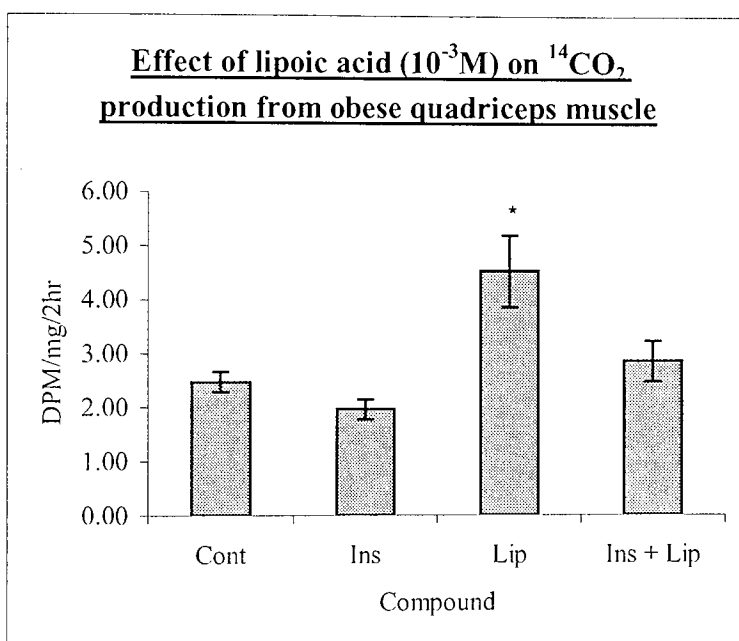 Effect of lipoic acid (10⁻³M) on ¹⁴CO₂
production from obese quadriceps muscle
6.00
*
5.00
4.00
3.00
2.00
1.00
0.00
DPM/mg/2hr
Cont Ins Lip Ins + Lip
Compound